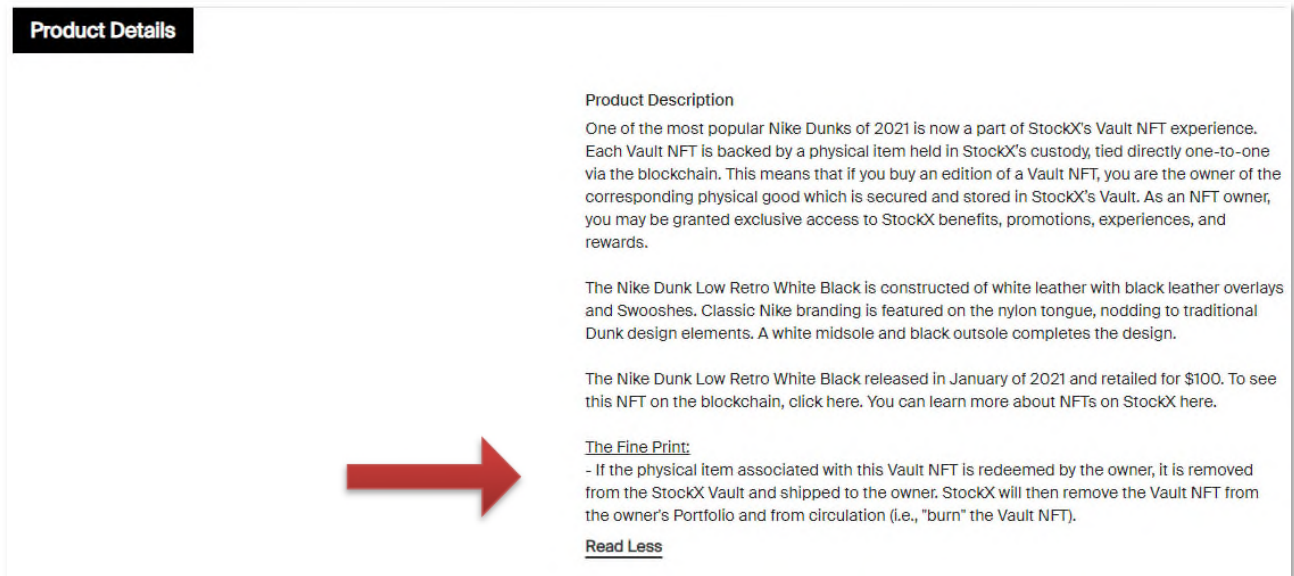 Product Details
Product Description
One of the most popular Nike Dunks of 2021 is now a part of StockX's Vault NFT experience.
Each Vault NFT is backed by a physical item held in StockX's custody, tied directly one-to-one
via the blockchain. This means that if you buy an edition of a Vault NFT, you are the owner of the
corresponding physical good which is secured and stored in StockX's Vault. As an NFT owner,
you may be granted exclusive access to StockX benefits, promotions, experiences, and
rewards.
The Nike Dunk Low Retro White Black is constructed of white leather with black leather overlays
and Swooshes. Classic Nike branding is featured on the nylon tongue, nodding to traditional
Dunk design elements. A white midsole and black outsole completes the design.
The Nike Dunk Low Retro White Black released in January of 2021 and retailed for $100. To see
this NFT on the blockchain, click here. You can learn more about NFTs on StockX here.
The Fine Print:
- If the physical item associated with this Vault NFT is redeemed by the owner, it is removed
from the StockX Vault and shipped to the owner. StockX will then remove the Vault NFT from
the owner's Portfolio and from circulation (i.e., "burn" the Vault NFT).
Read Less